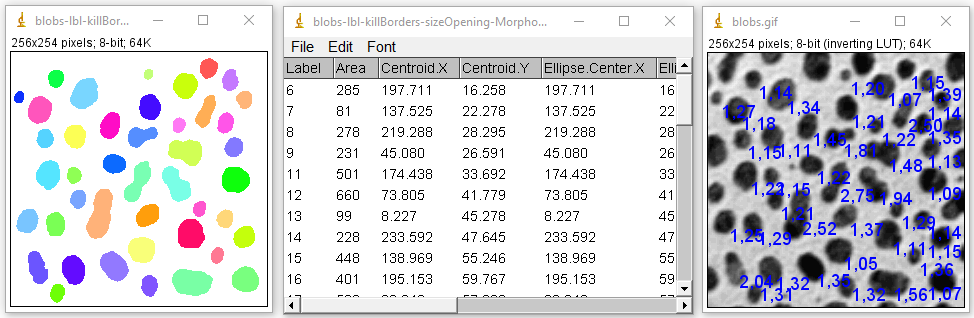 blobs-lbl-killBor...
256x254 pixels; 8-bit; 64K
blobs-lbl-killBorders-sizeOpening-Morpho...
File Edit Font
Label Area Centroid.X Centroid.Y Ellipse.Center.X Elli
6 285 197.711 16.258 197.711 16
7 81 137.525 22.278 137.525 22
8 278 219.288 28.295 219.288 28
9 231 45.080 26.591 45.080 26
11 501 174.438 33.692 174.438 33
12 660 73.805 41.779 73.805 41
13 99 8.227 45.278 8.227 45
14 228 233.592 47.645 233.592 47
15 448 138.969 55.246 138.969 55
16 401 195.153 59.767 195.153 59
blobs.gif
256x254 pixels; 8-bit (inverting LUT); 64K
1,15
1,14 1,20 1,07 1,39
1,27 1,34 1,14
1,18 1,21 2,50
1,45 1,22 1,35
1,15 1,11 1,81
1,48 1,13
1,22
1,22 2,15 2,75 1,94 1,09
1,21
1,25 1,29 2,52 1,37 1,29 1,14
1,11 1,15
1,05 1,36
2,04 1,32 1,35
1,31 1,32 1,56 1,07